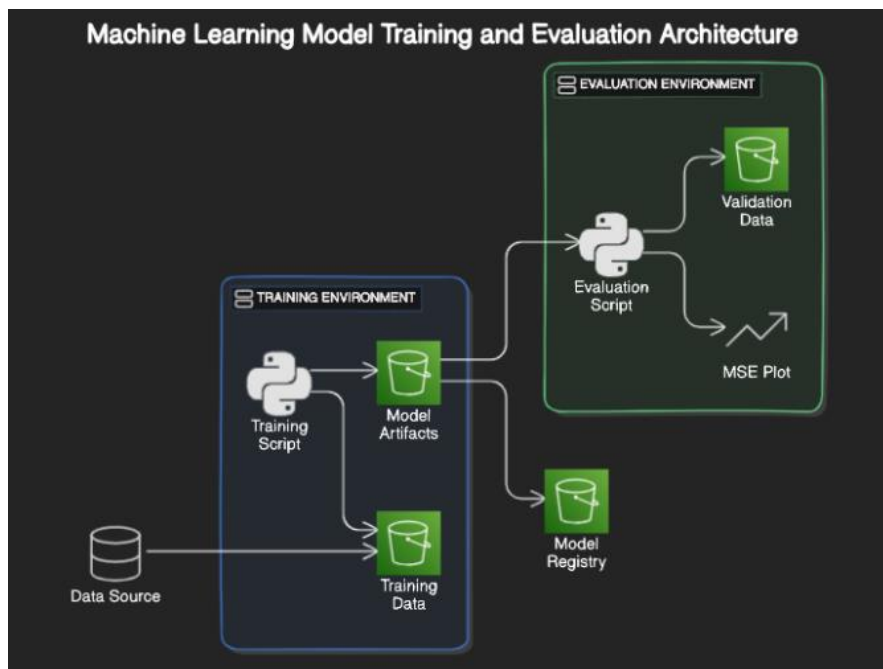 Machine Learning Model Training and Evaluation Architecture
EVALUATION ENVIRONMENT
Validation
Data
Evaluation
Script
MSE Plot
TRAINING ENVIRONMENT
Training
Script
Model
Artifacts
Model
Registry
Training
Data
Data Source